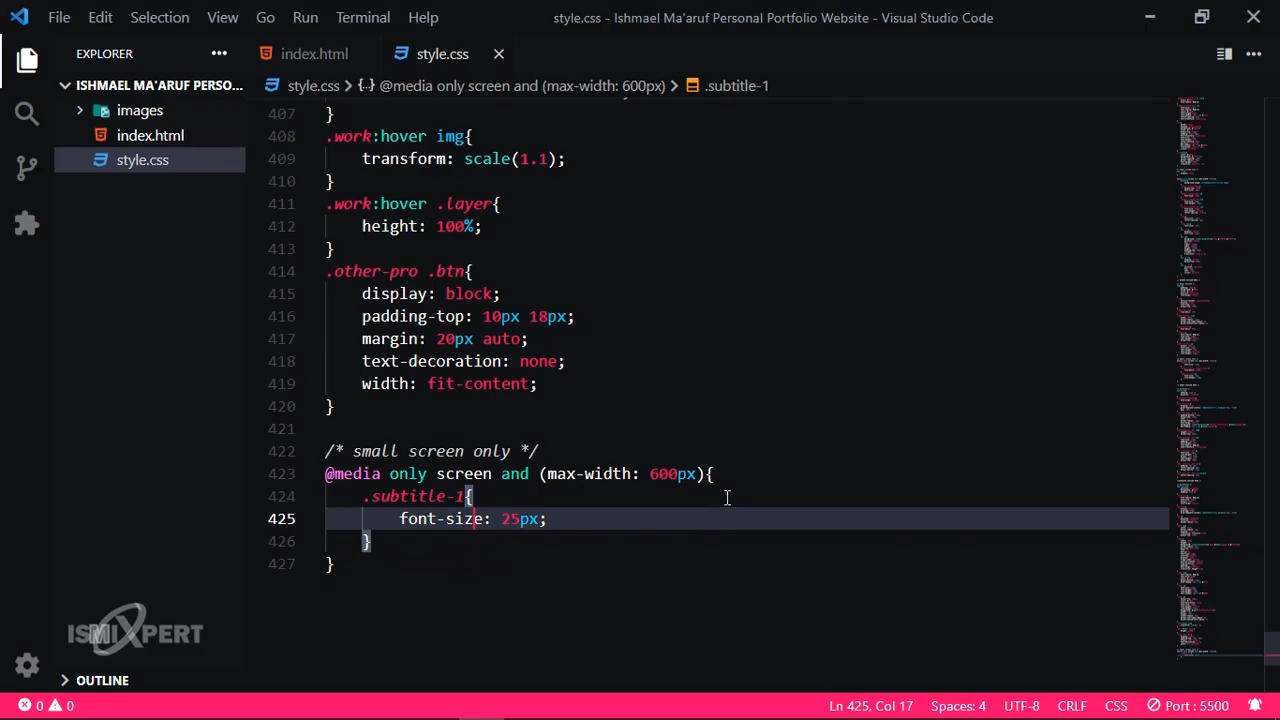 File Edit Selection View Go Run Terminal Help style.css - Ishmael Ma'aruf Personal Portfolio Website - Visual Studio Code
EXPLORER
index.html
style.css
ISHMAEL MA'ARUF PERSO...
images
index.html
style.css
style.css > {··} @media only screen and (max-width: 600px) > .subtitle-1
407 }
408 .work:hover img{
409 transform: scale(1.1);
410 }
411 .work:hover .layer{
412 height: 100%;
413 }
414 .other-pro .btn{
415 display: block;
416 padding-top: 10px 18px;
417 margin: 20px auto;
418 text-decoration: none;
419 width: fit-content;
420 }
421
422 /* small screen only */
423 @media only screen and (max-width: 600px){
424 .subtitle-1{
425 font-size: 25px;
426 }
427 }
ISMIXPERT
OUTLINE
0 0 Ln 425, Col 17 Spaces: 4 UTF-8 CRLF CSS Port : 5500